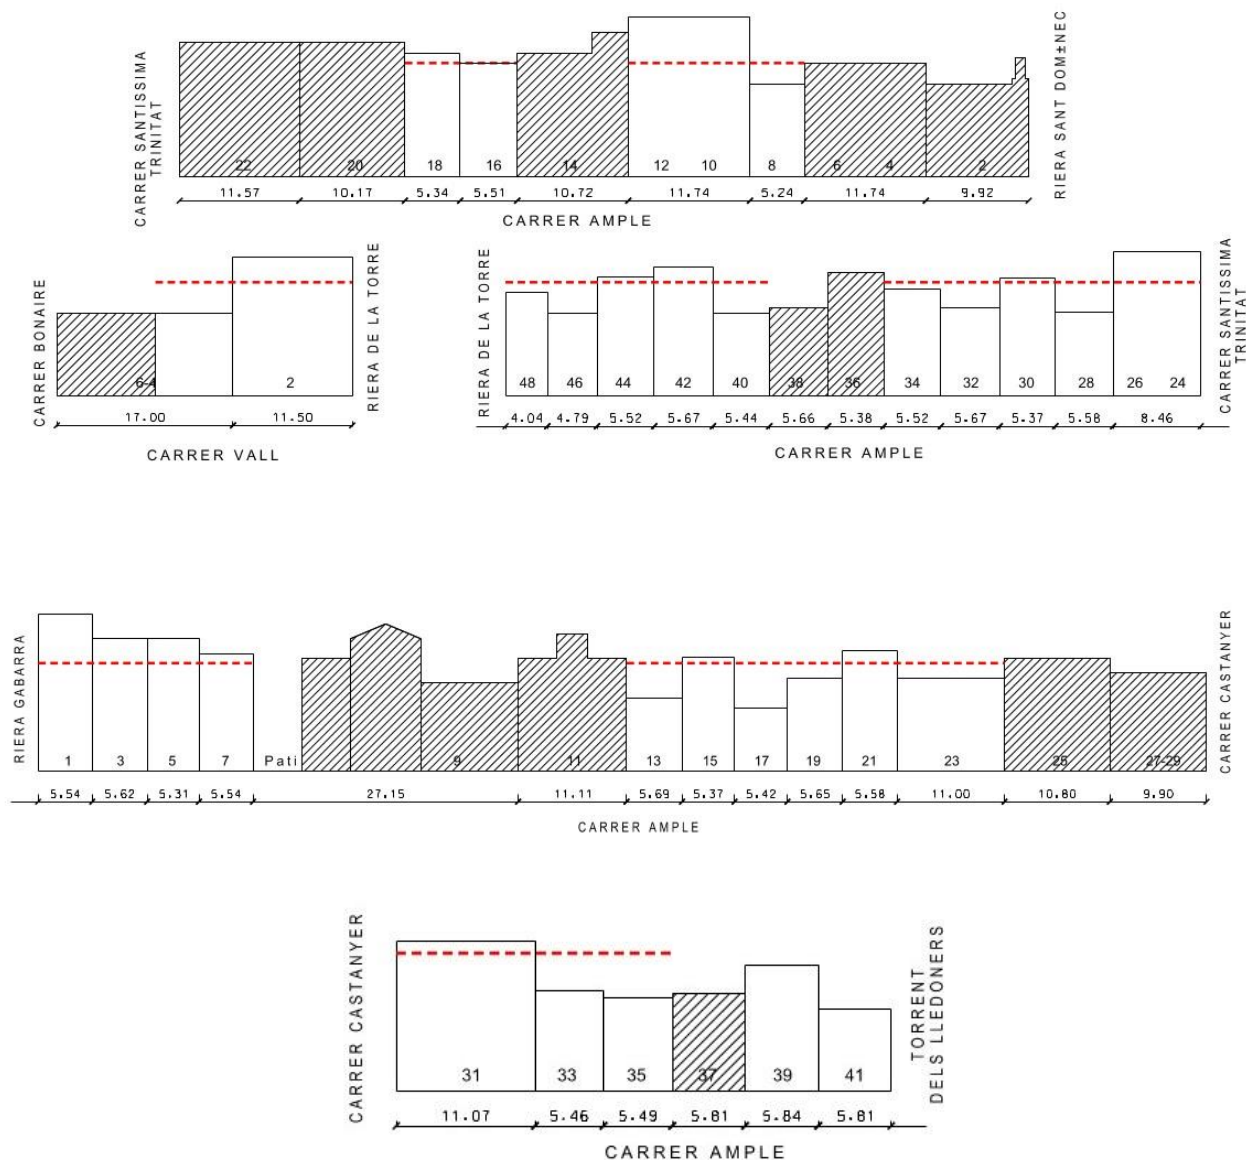 CARRER SANTISSIMA
TRINITAT
22 20 18 16 14 12 10 8 6 4 2
11.57 10.17 5.34 5.51 10.72 11.74 5.24 11.74 9.92
CARRER AMPLE
RIERA SANT DOM±NEC
CARRER BONAIRE
6-4 2
17.00 11.50
CARRER VALL
RIERA DE LA TORRE
RIERA DE LA TORRE
48 46 44 42 40 38 36 34 32 30 28 26 24
4.04 4.79 5.52 5.67 5.44 5.66 5.38 5.52 5.67 5.37 5.58 8.46
CARRER AMPLE
CARRER SANTISSIMA
TRINITAT
RIERA GABARRA
1 3 5 7 Pati 9 11 13 15 17 19 21 23 25 27-29
5.54 5.62 5.31 5.54 27.15 11.11 5.69 5.37 5.42 5.65 5.58 11.00 10.80 9.90
CARRER AMPLE
CARRER CASTANYER
CARRER CASTANYER
31 33 35 37 39 41
11.07 5.46 5.49 5.81 5.84 5.81
CARRER AMPLE
TORRENT
DELS LLEDONERS